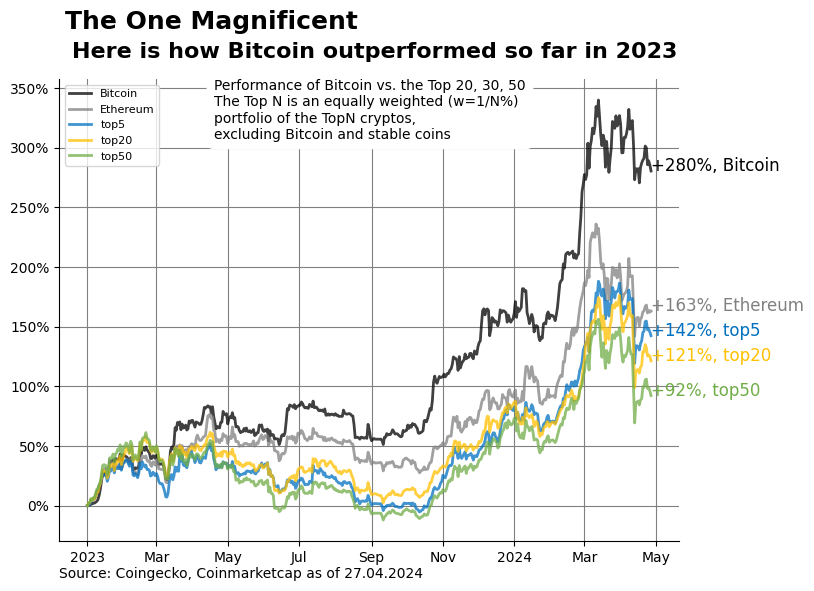 The One Magnificent
Here is how Bitcoin outperformed so far in 2023
350%
300%
250%
200%
150%
100%
50%
0%
Bitcoin
Ethereum
top5
top20
top50
Performance of Bitcoin vs. the Top 20, 30, 50
The Top N is an equally weighted (w=1/N%)
portfolio of the TopN cryptos,
excluding Bitcoin and stable coins
+280%, Bitcoin
+163%, Ethereum
+142%, top5
+121%, top20
+92%, top50
2023 Mar May Jul Sep Nov 2024 Mar May
Source: Coingecko, Coinmarketcap as of 27.04.2024